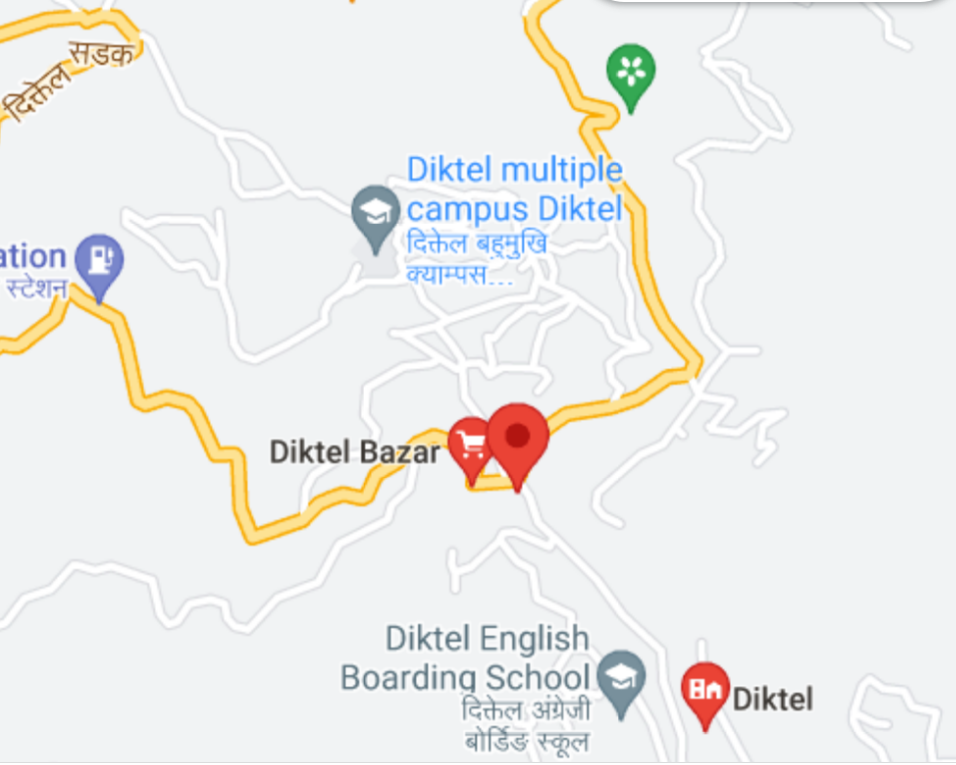 दिक्तेल सडक
Diktel multiple
campus Diktel
दिक्तेल बहुमुखि
क्याम्पस...
ation
स्टेशन
Diktel Bazar
Diktel English
Boarding School
दिक्तेल अंग्रेजी
बोर्डिङ स्कूल
Diktel